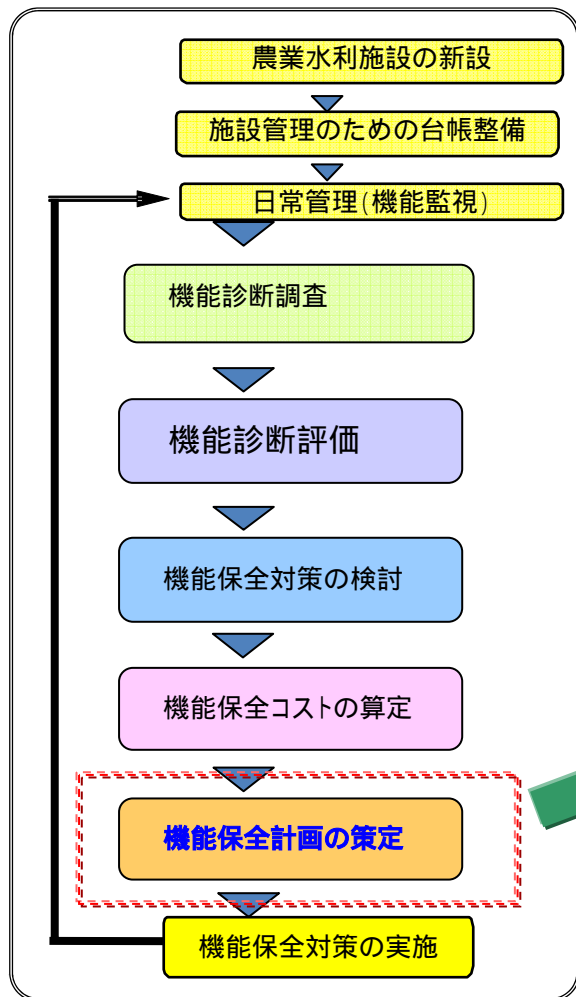 農業水利施設の新設
施設管理のための台帳整備
日常管理(機能監視)
機能診断調査
機能診断評価
機能保全対策の検討
機能保全コストの算定
機能保全計画の策定
機能保全対策の実施